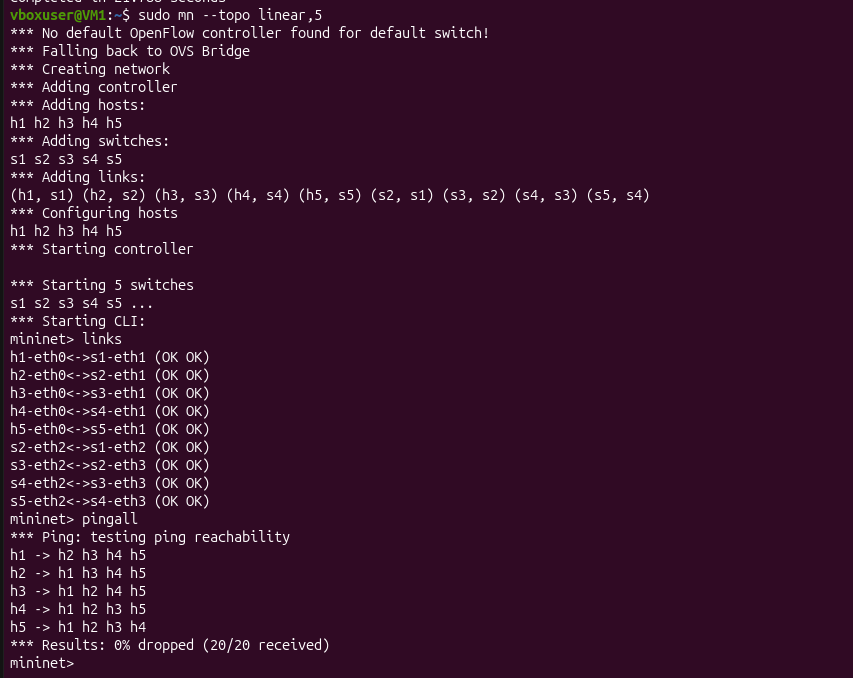 vboxuser@VM1:~$ sudo mn --topo linear,5
*** No default OpenFlow controller found for default switch!
*** Falling back to OVS Bridge
*** Creating network
*** Adding controller
*** Adding hosts:
h1 h2 h3 h4 h5
*** Adding switches:
s1 s2 s3 s4 s5
*** Adding links:
(h1, s1) (h2, s2) (h3, s3) (h4, s4) (h5, s5) (s2, s1) (s3, s2) (s4, s3) (s5, s4)
*** Configuring hosts
h1 h2 h3 h4 h5
*** Starting controller

*** Starting 5 switches
s1 s2 s3 s4 s5 ...
*** Starting CLI:
mininet> links
h1-eth0<->s1-eth1 (OK OK)
h2-eth0<->s2-eth1 (OK OK)
h3-eth0<->s3-eth1 (OK OK)
h4-eth0<->s4-eth1 (OK OK)
h5-eth0<->s5-eth1 (OK OK)
s2-eth2<->s1-eth2 (OK OK)
s3-eth2<->s2-eth3 (OK OK)
s4-eth2<->s3-eth3 (OK OK)
s5-eth2<->s4-eth3 (OK OK)
mininet> pingall
*** Ping: testing ping reachability
h1 -> h2 h3 h4 h5
h2 -> h1 h3 h4 h5
h3 -> h1 h2 h4 h5
h4 -> h1 h2 h3 h5
h5 -> h1 h2 h3 h4
*** Results: 0% dropped (20/20 received)
mininet>